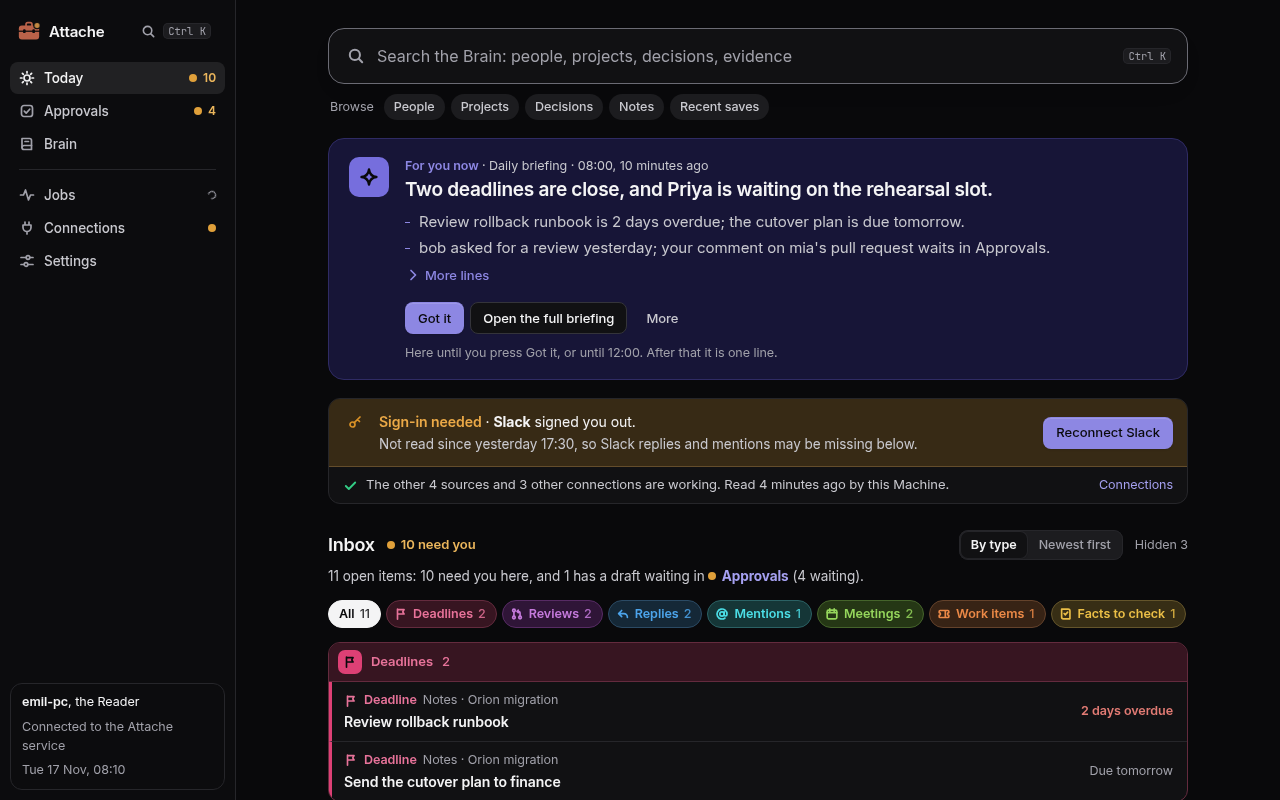 Attache
Ctrl K
Today 10
Approvals 4
Brain
Jobs
Connections
Settings
emil-pc, the Reader
Connected to the Attache
service
Tue 17 Nov, 08:10
Search the Brain: people, projects, decisions, evidence
Ctrl K
Browse People Projects Decisions Notes Recent saves
For you now · Daily briefing · 08:00, 10 minutes ago
Two deadlines are close, and Priya is waiting on the rehearsal slot.
– Review rollback runbook is 2 days overdue; the cutover plan is due tomorrow.
– bob asked for a review yesterday; your comment on mia's pull request waits in Approvals.
More lines
Got it Open the full briefing More
Here until you press Got it, or until 12:00. After that it is one line.
Sign-in needed · Slack signed you out.
Not read since yesterday 17:30, so Slack replies and mentions may be missing below.
Reconnect Slack
The other 4 sources and 3 other connections are working. Read 4 minutes ago by this Machine.
Connections
Inbox 10 need you
By type Newest first Hidden 3
11 open items: 10 need you here, and 1 has a draft waiting in Approvals (4 waiting).
All 11 Deadlines 2 Reviews 2 Replies 2 Mentions 1 Meetings 2 Work items 1 Facts to check 1
Deadlines 2
Deadline Notes · Orion migration
Review rollback runbook
2 days overdue
Deadline Notes · Orion migration
Send the cutover plan to finance
Due tomorrow